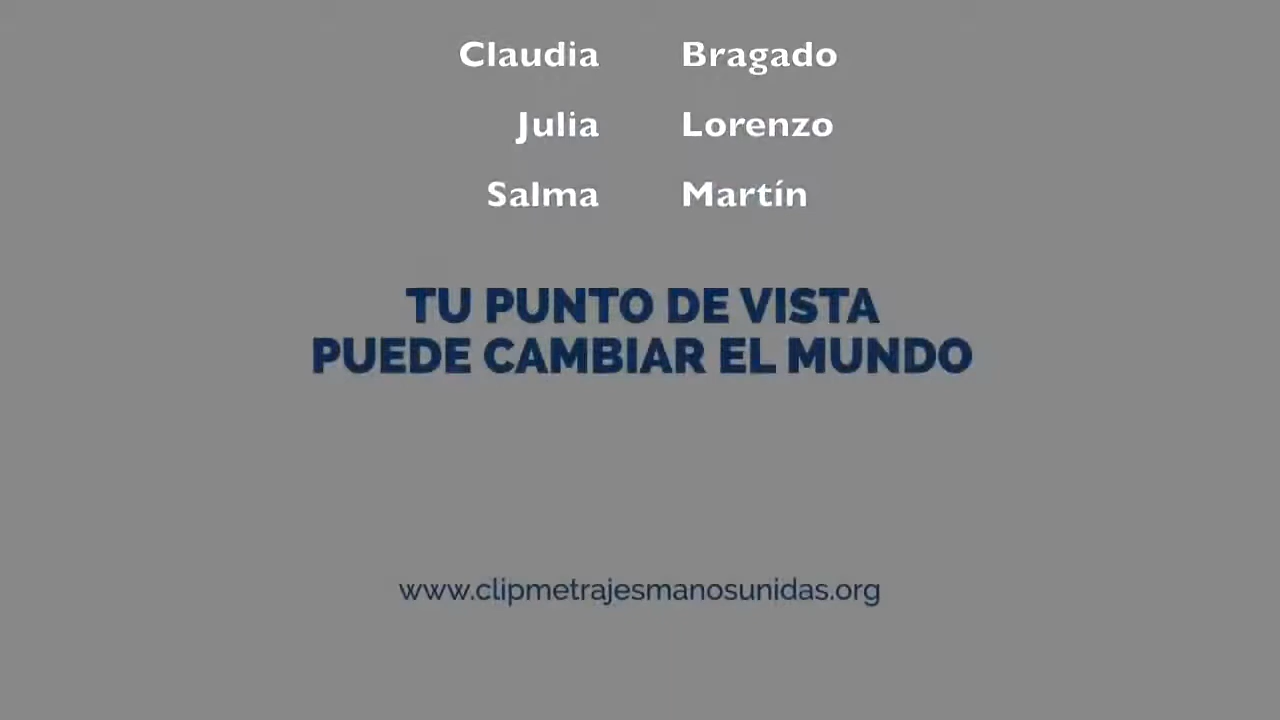 Claudia Bragado
Julia Lorenzo
Salma Martín
TU PUNTO DE VISTA
PUEDE CAMBIAR EL MUNDO
www.clipmetrajesmanosunidas.org